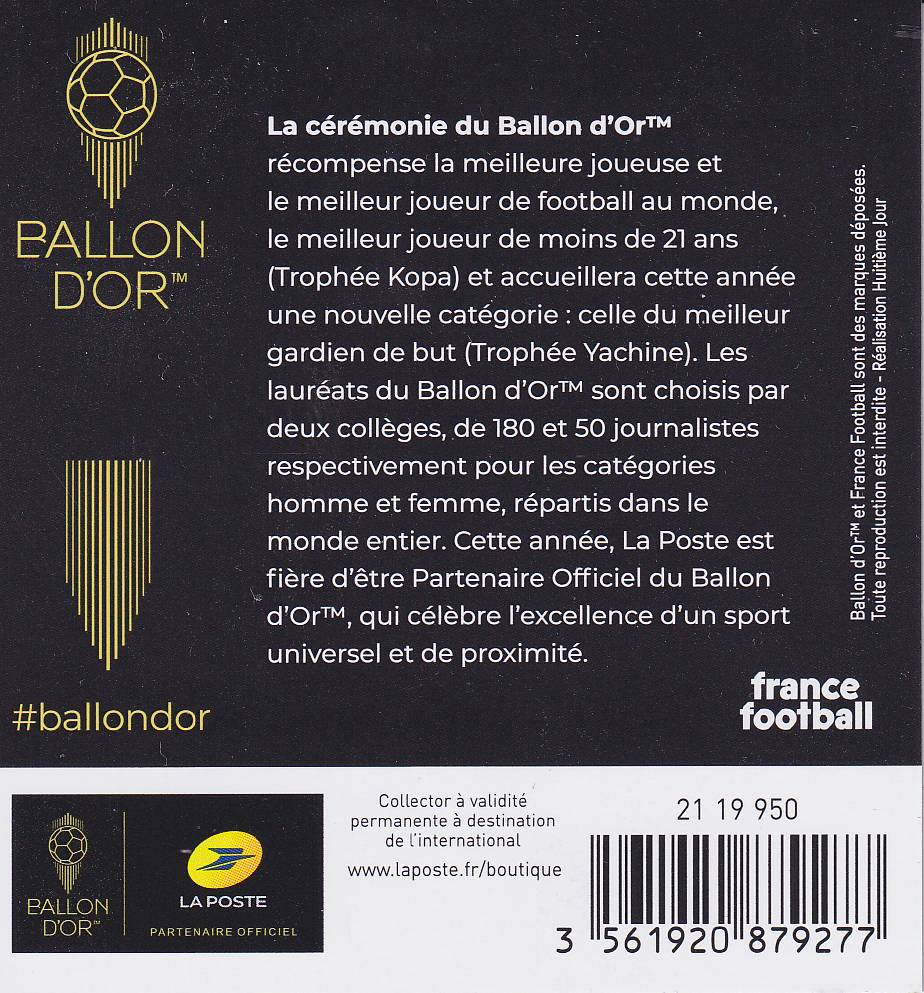 BALLON
D'OR™
#ballondor
La cérémonie du Ballon d'Or™
récompense la meilleure joueuse et
le meilleur joueur de football au monde,
le meilleur joueur de moins de 21 ans
(Trophée Kopa) et accueillera cette année
une nouvelle catégorie : celle du meilleur
gardien de but (Trophée Yachine). Les
lauréats du Ballon d'Or™ sont choisis par
deux collèges, de 180 et 50 journalistes
respectivement pour les catégories
homme et femme, répartis dans le
monde entier. Cette année, La Poste est
fière d'être Partenaire Officiel du Ballon
d'Or™, qui célèbre l'excellence d'un sport
universel et de proximité.
Ballon d'Or™ et France Football sont des marques déposées.
Toute reproduction est interdite - Réalisation Huitième Jour
france
football
BALLON
D'OR™
LA POSTE
PARTENAIRE OFFICIEL
Collector à validité
permanente à destination
de l'international
www.laposte.fr/boutique
21 19 950
3 561920 879277